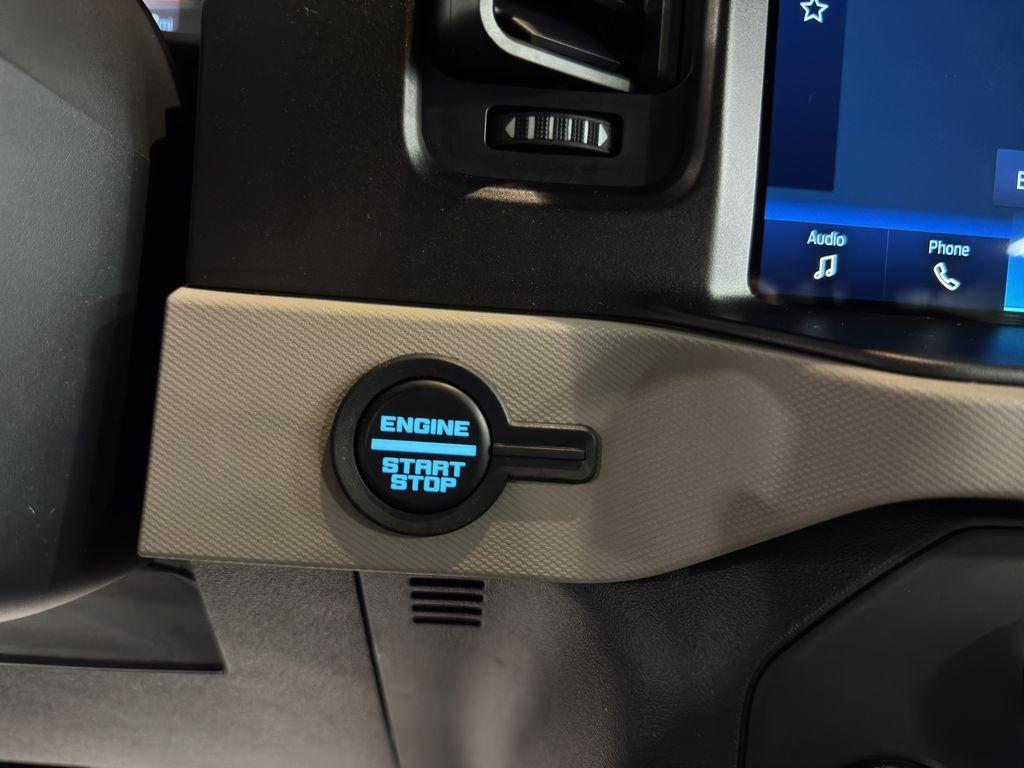 Audio
Phone
ENGINE
START
STOP